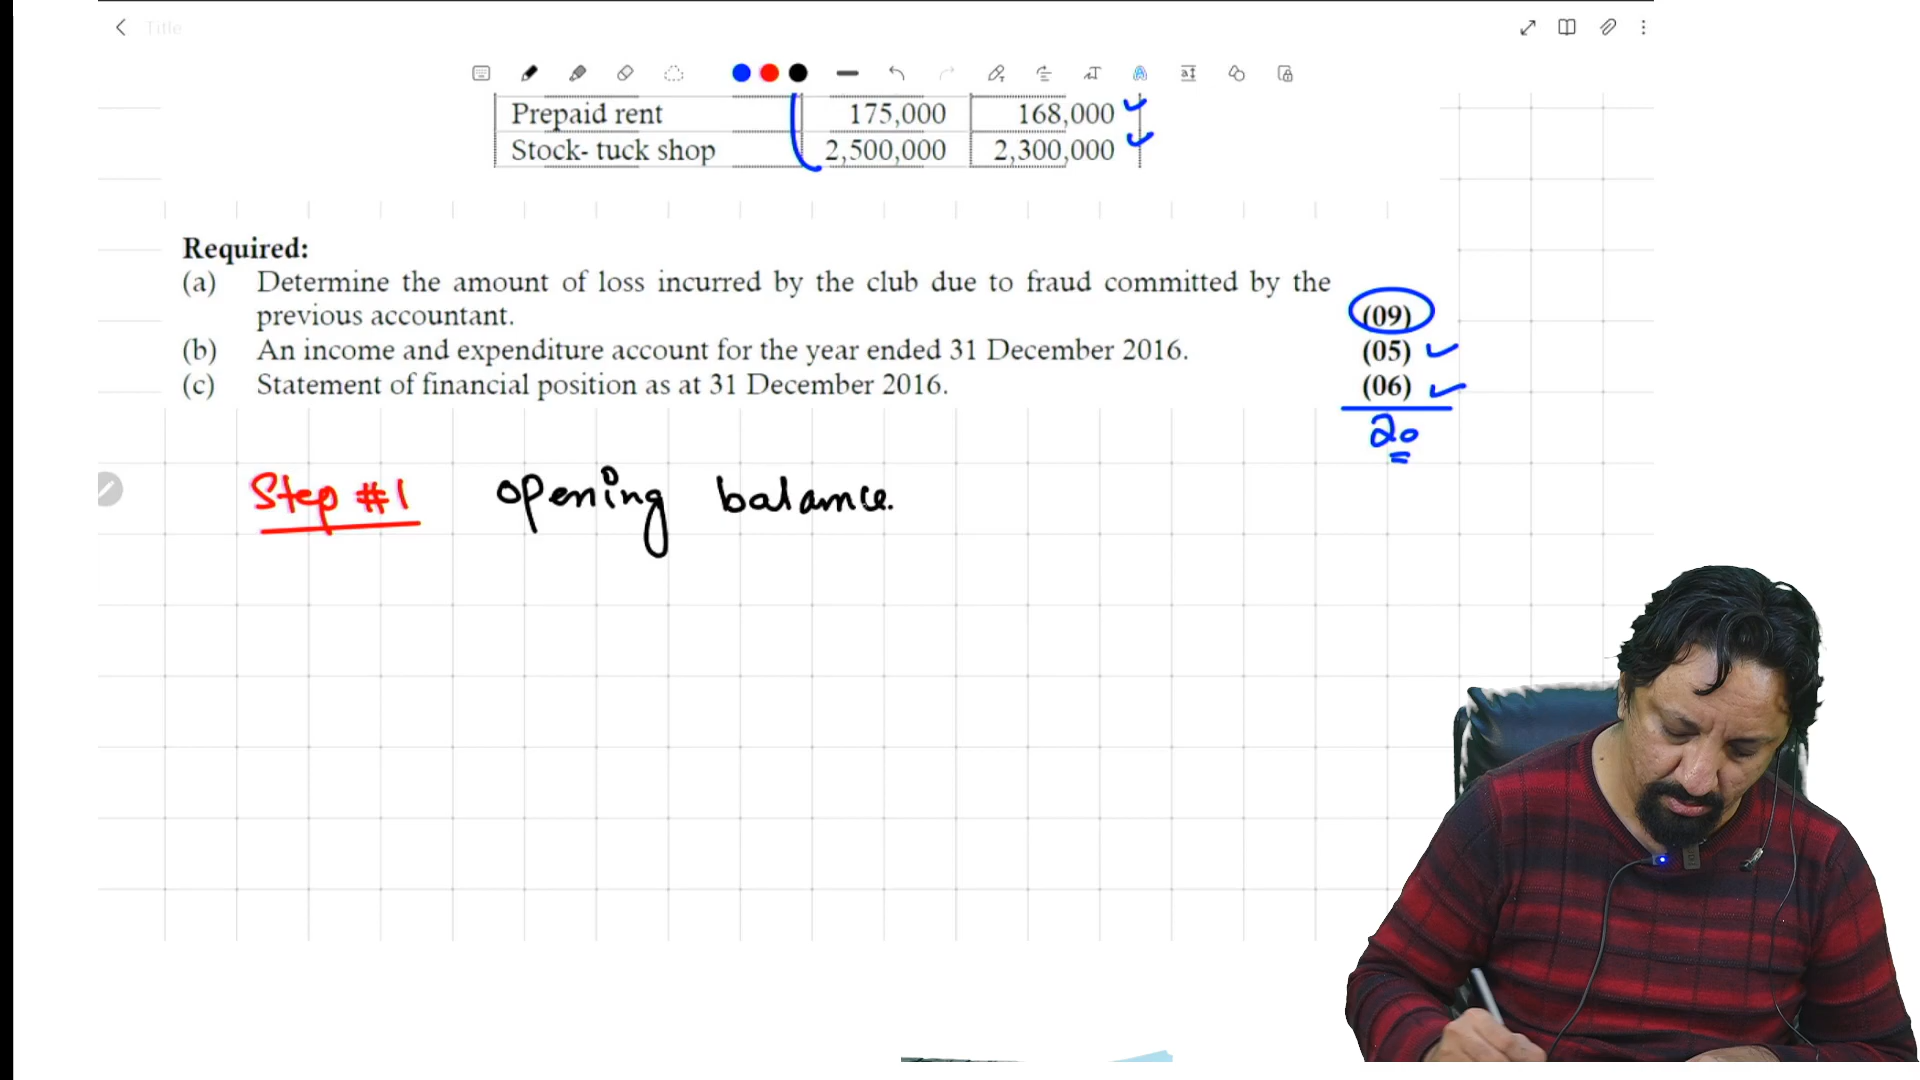 Title
Prepaid rent 175,000 168,000
Stock- tuck shop 2,500,000 2,300,000
Required:
(a) Determine the amount of loss incurred by the club due to fraud committed by the previous accountant. (09)
(b) An income and expenditure account for the year ended 31 December 2016. (05)
(c) Statement of financial position as at 31 December 2016. (06)
20
Step #1 opening balance.